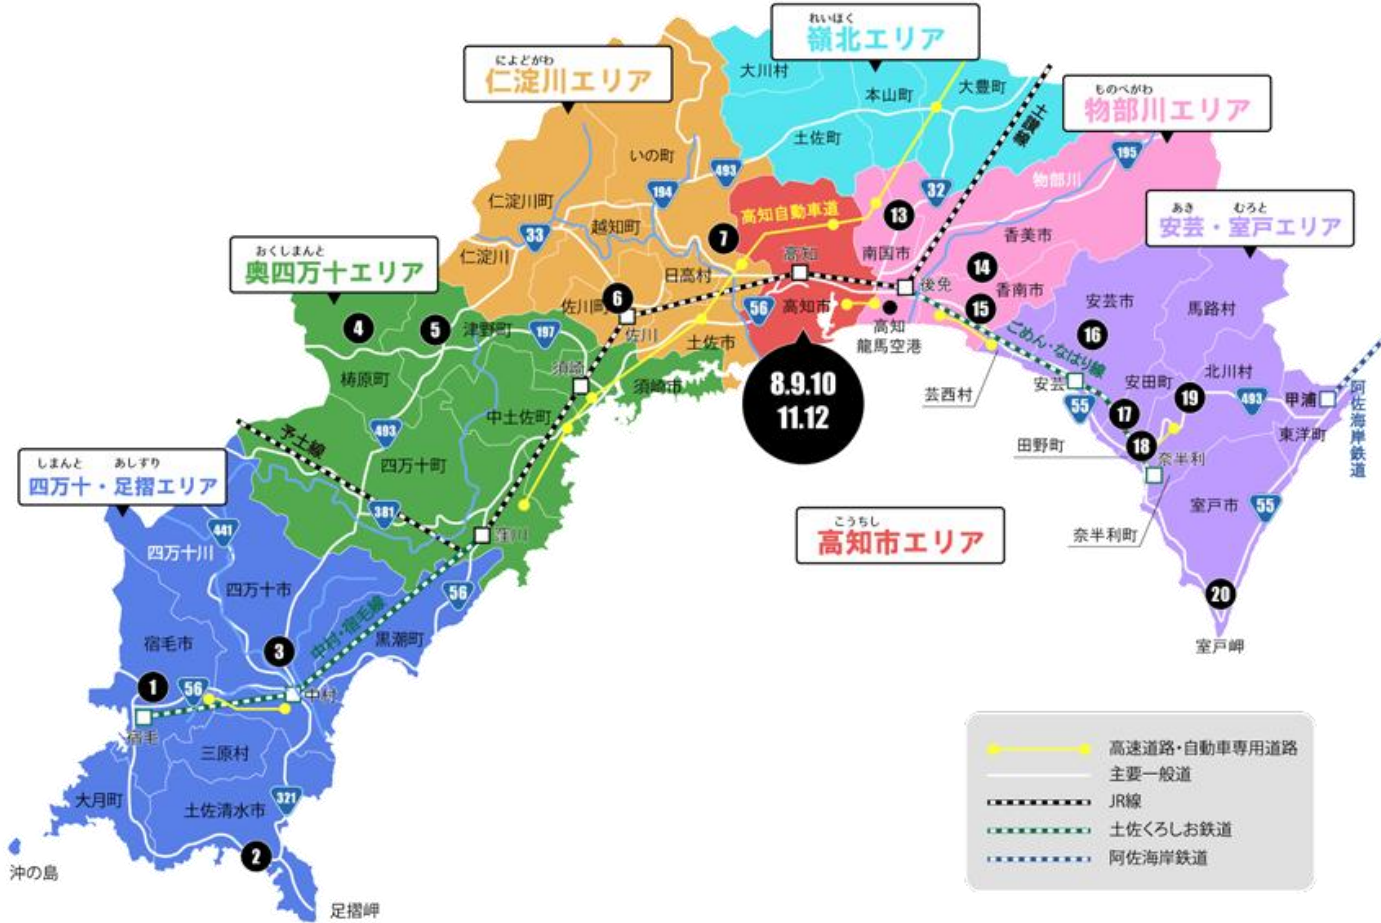 れいほく
嶺北エリア
によどがわ
仁淀川エリア
ものべがわ
物部川エリア
あき むろと
安芸・室戸エリア
おくしまんと
奥四万十エリア
しまんと あしずり
四万十・足摺エリア
こうちし
高知市エリア
大川村
本山町
大豊町
土佐町
土讃線
32
いの町
493
194
仁淀川町
越知町
33
仁淀川
日高村
7
佐川町
6
佐川
土佐市
高知自動車道
高知
高知市
56
8.9.10
11.12
物部川
195
13
南国市
香美市
14
後免
香南市
15
高知
龍馬空港
ごめん・なはり線
安芸市
馬路村
16
北川村
安芸
安田町
芸西村
55
17
19
493
甲浦
阿佐海岸鉄道
東洋町
田野町
18
奈半利
奈半利町
室戸市
55
20
室戸岬
4
5
津野町
197
梼原町
須崎
須崎市
中土佐町
493
四万十町
予土線
381
窪川
441
四万十川
四万十市
56
中村・宿毛線
黒潮町
宿毛市
3
1
56
中村
宿毛
三原村
大月町
土佐清水市
321
2
沖の島
足摺岬
高速道路・自動車専用道路
主要一般道
JR線
土佐くろしお鉄道
阿佐海岸鉄道